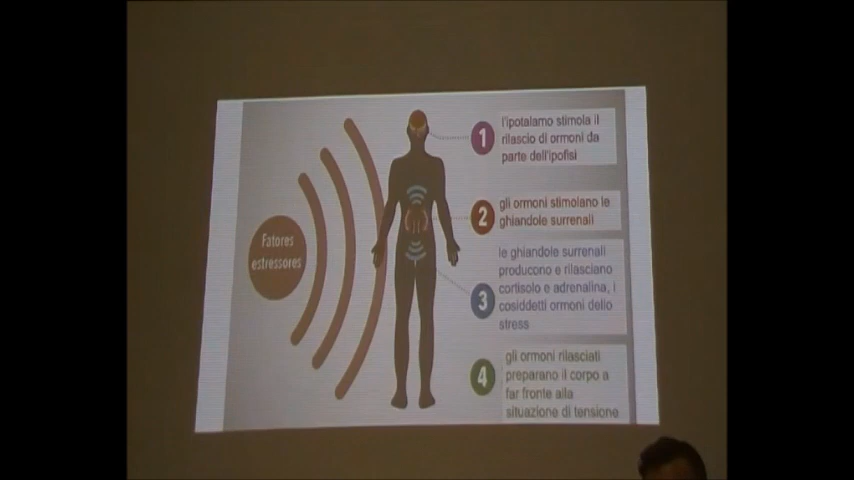 Fatores
estressores
1
l'ipotalamo stimola il
rilascio di ormoni da
parte dell'ipofisi
2
gli ormoni stimolano le
ghiandole surrenali
3
le ghiandole surrenali
producono e rilasciano
cortisolo e adrenalina, i
cosiddetti ormoni dello
stress
4
gli ormoni rilasciati
preparano il corpo a
far fronte alla
situazione di tensione